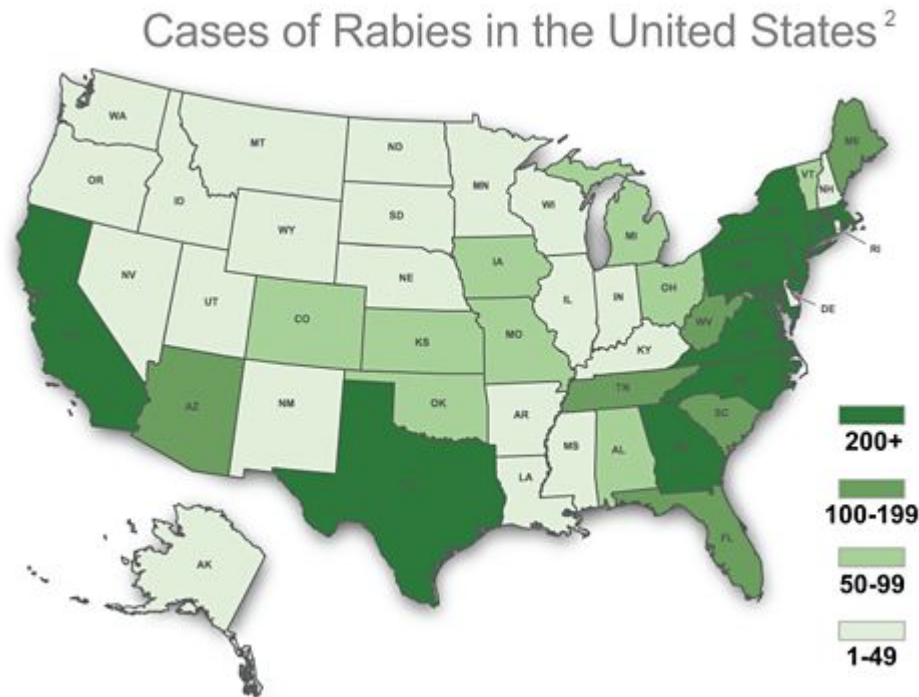 Cases of Rabies in the United States 2
WA
MT
ND
MN
ME
VT
NH
OR
ID
SD
WI
MI
WY
RI
IA
NE
NV
UT
IL
IN
OH
DE
CO
WV
KS
MO
KY
TN
AZ
NM
OK
AR
SC
MS
AL
LA
FL
AK
200+
100-199
50-99
1-49